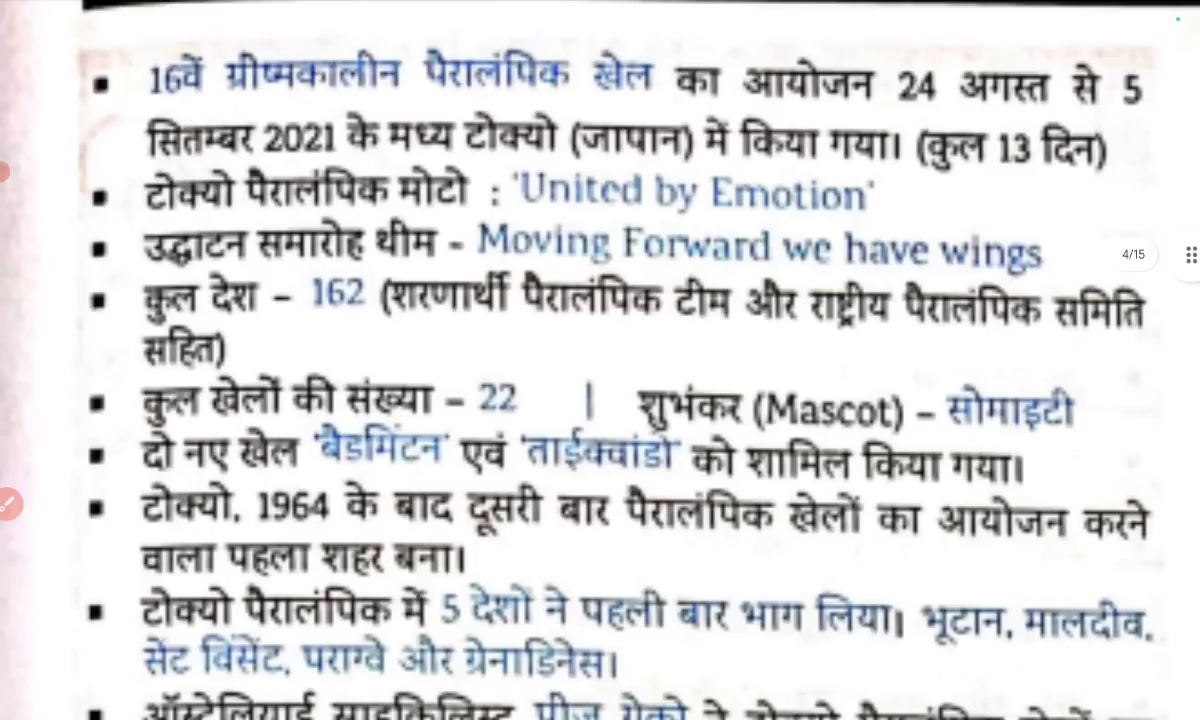 ▪ 16वें ग्रीष्मकालीन पैरालंपिक खेल का आयोजन 24 अगस्त से 5
सितम्बर 2021 के मध्य टोक्यो (जापान) में किया गया। (कुल 13 दिन)
▪ टोक्यो पैरालंपिक मोटो : 'United by Emotion'
▪ उद्घाटन समारोह थीम - Moving Forward we have wings
4/15
▪ कुल देश – 162 (शरणार्थी पैरालंपिक टीम और राष्ट्रीय पैरालंपिक समिति
सहित)
▪ कुल खेलों की संख्या – 22 | शुभंकर (Mascot) – सोमाइटी
▪ दो नए खेल 'बैडमिंटन' एवं 'ताईक्वांडो' को शामिल किया गया।
▪ टोक्यो, 1964 के बाद दूसरी बार पैरालंपिक खेलों का आयोजन करने
वाला पहला शहर बना।
▪ टोक्यो पैरालंपिक में 5 देशों ने पहली बार भाग लिया। भूटान, मालदीव,
सेंट विंसेंट, पराग्वे और ग्रेनाडिनेस।